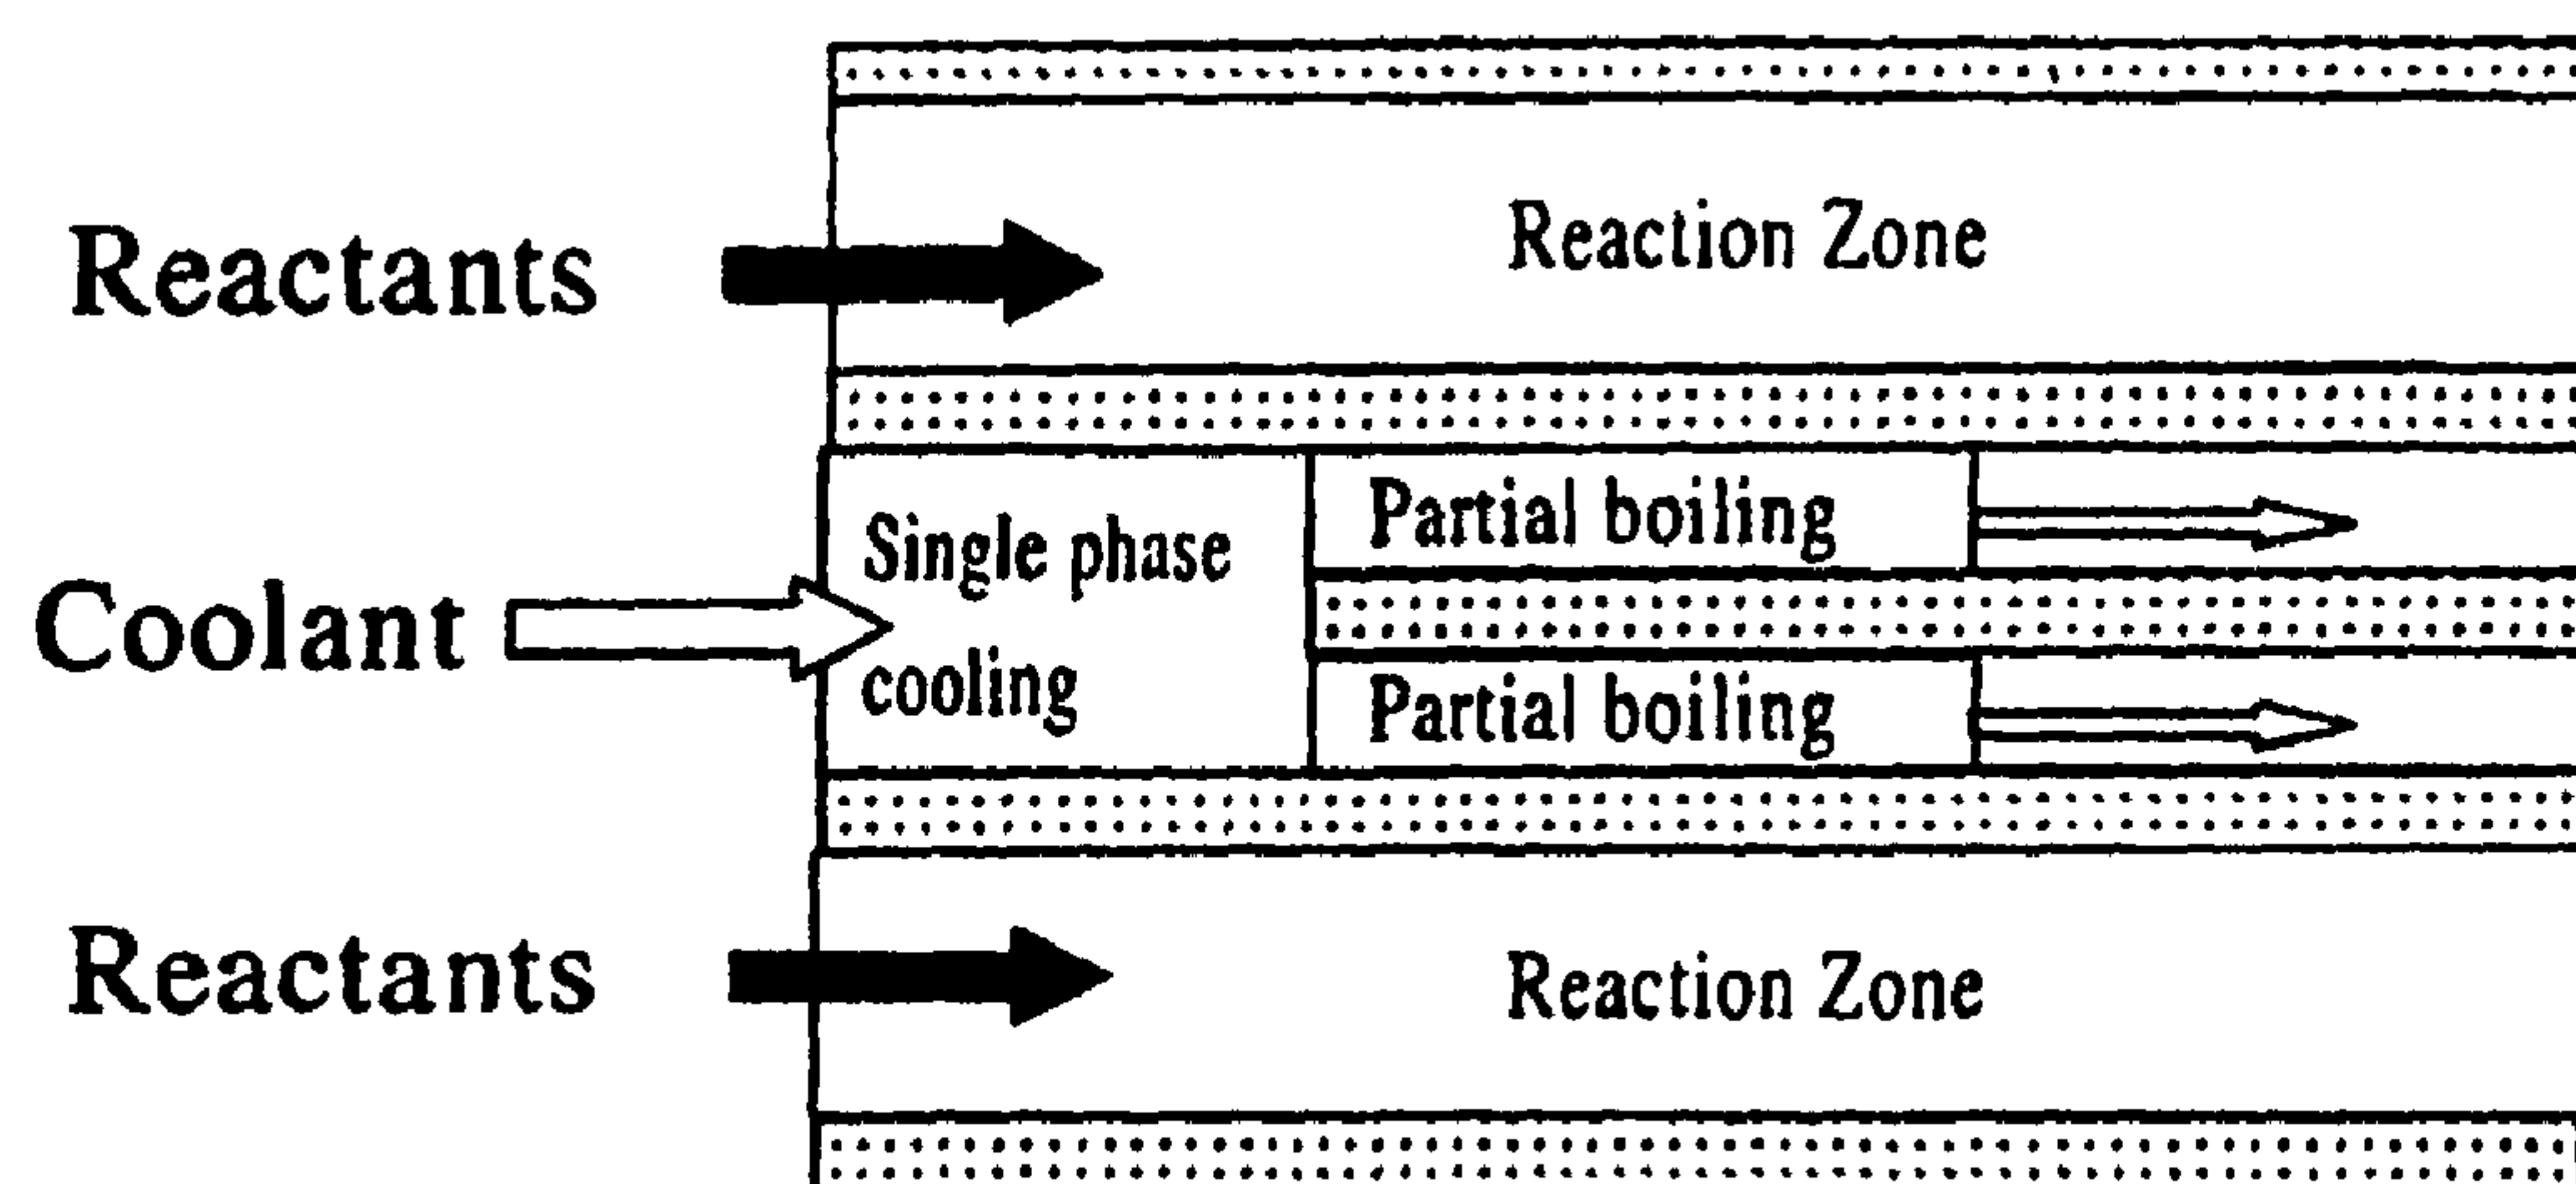 Reaction Zone
Reactants
Single phase
cooling
Partial boiling
Coolant
Partial boiling
Reactants
Reaction Zone